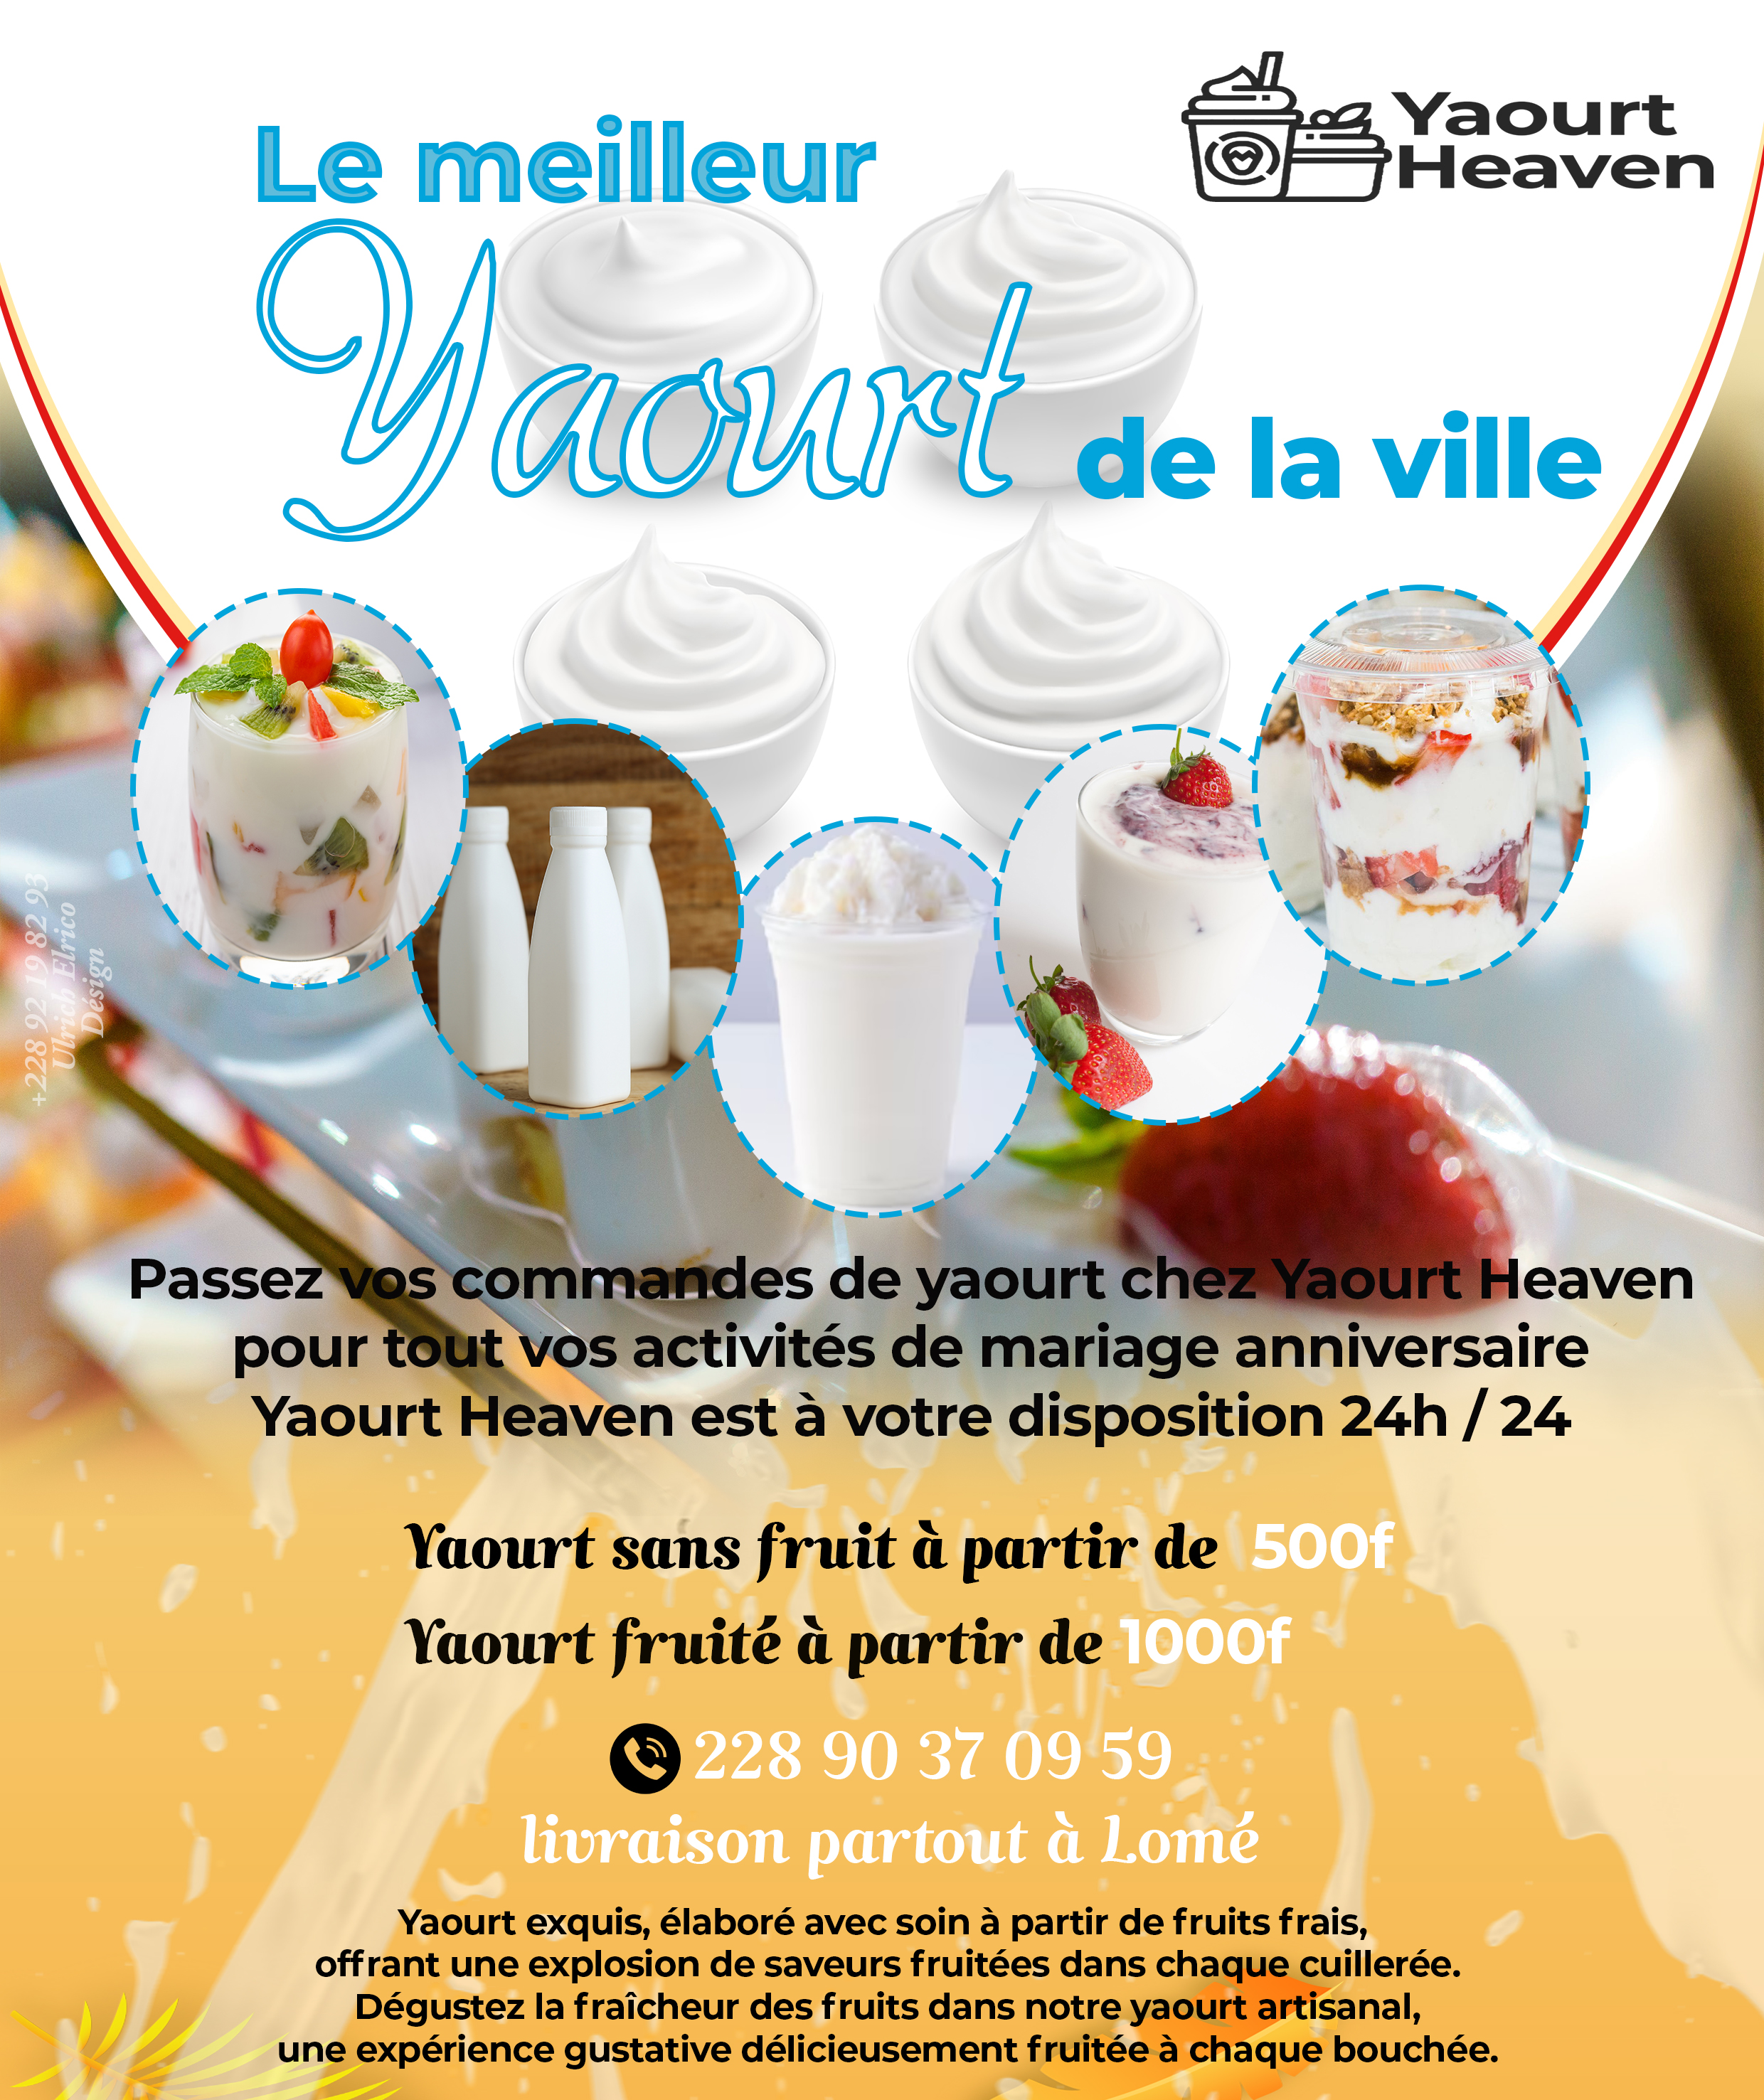 Yaourt
Heaven
Le meilleur
Yaourt de la ville
+228 92 19 82 93
Ulrich Elrico
Désign
Passez vos commandes de yaourt chez Yaourt Heaven
pour tout vos activités de mariage anniversaire
Yaourt Heaven est à votre disposition 24h / 24
Yaourt sans fruit à partir de 500f
Yaourt fruité à partir de 1000f
228 90 37 09 59
livraison partout à Lomé
Yaourt exquis, élaboré avec soin à partir de fruits frais,
offrant une explosion de saveurs fruitées dans chaque cuillerée.
Dégustez la fraîcheur des fruits dans notre yaourt artisanal,
une expérience gustative délicieusement fruitée à chaque bouchée.